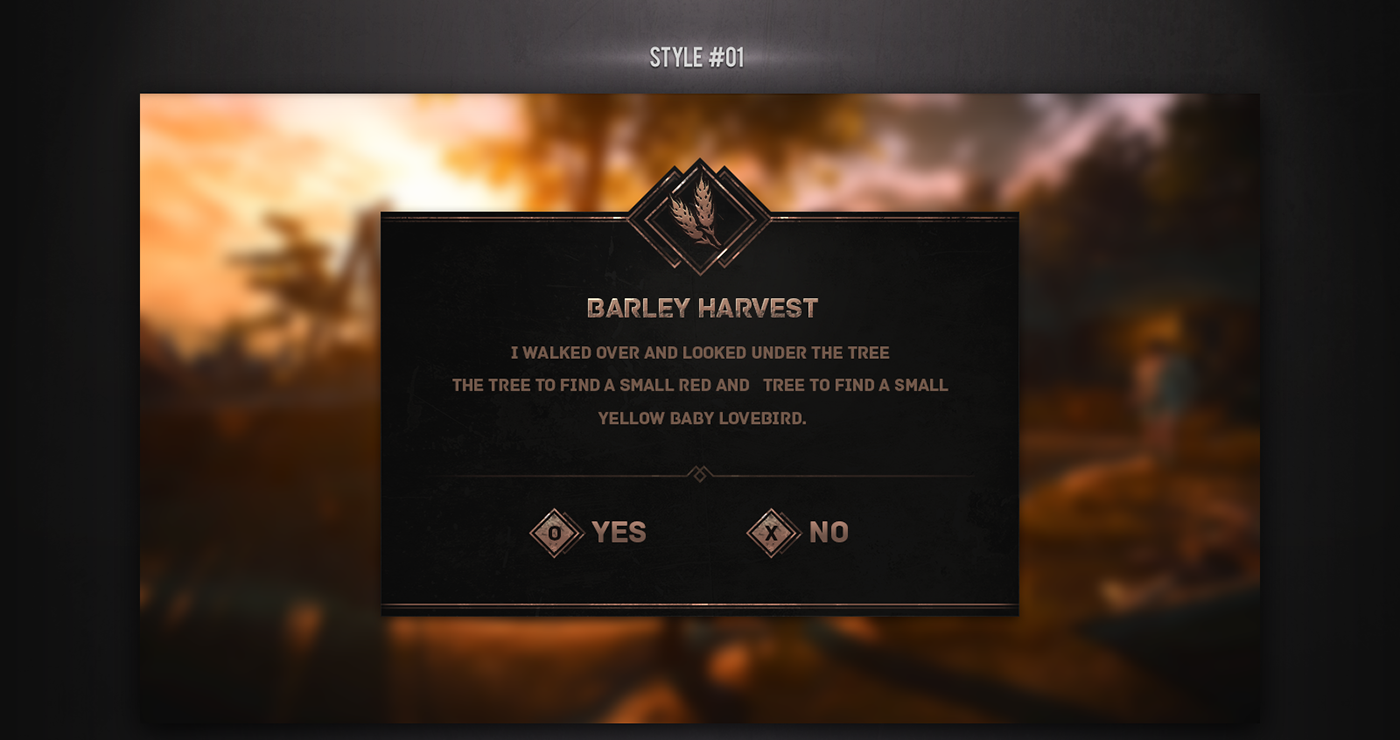 STYLE #01
BARLEY HARVEST
I WALKED OVER AND LOOKED UNDER THE TREE
THE TREE TO FIND A SMALL RED AND TREE TO FIND A SMALL
YELLOW BABY LOVEBIRD.
O YES X NO